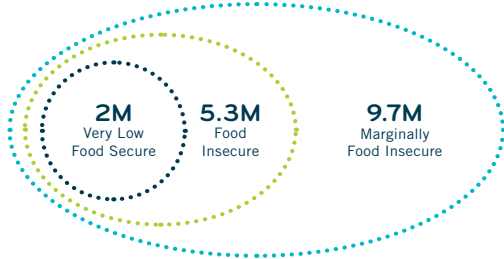 2M
Very Low
Food Secure
5.3M
Food
Insecure
9.7M
Marginally
Food Insecure